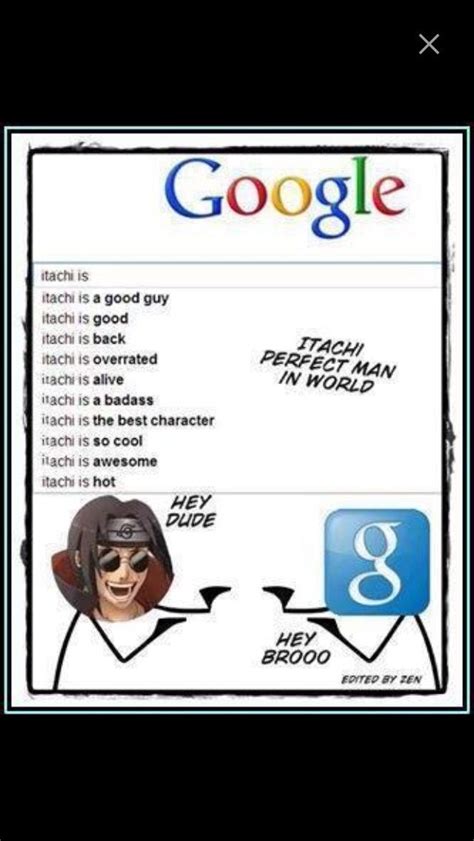 Google
itachi is
itachi is a good guy
itachi is good
itachi is back
itachi is overrated
itachi is alive
itachi is a badass
itachi is the best character
itachi is so cool
itachi is awesome
itachi is hot
ITACHI
PERFECT MAN
IN WORLD
HEY
DUDE
g
HEY
BROOO
EDITED BY ZEN